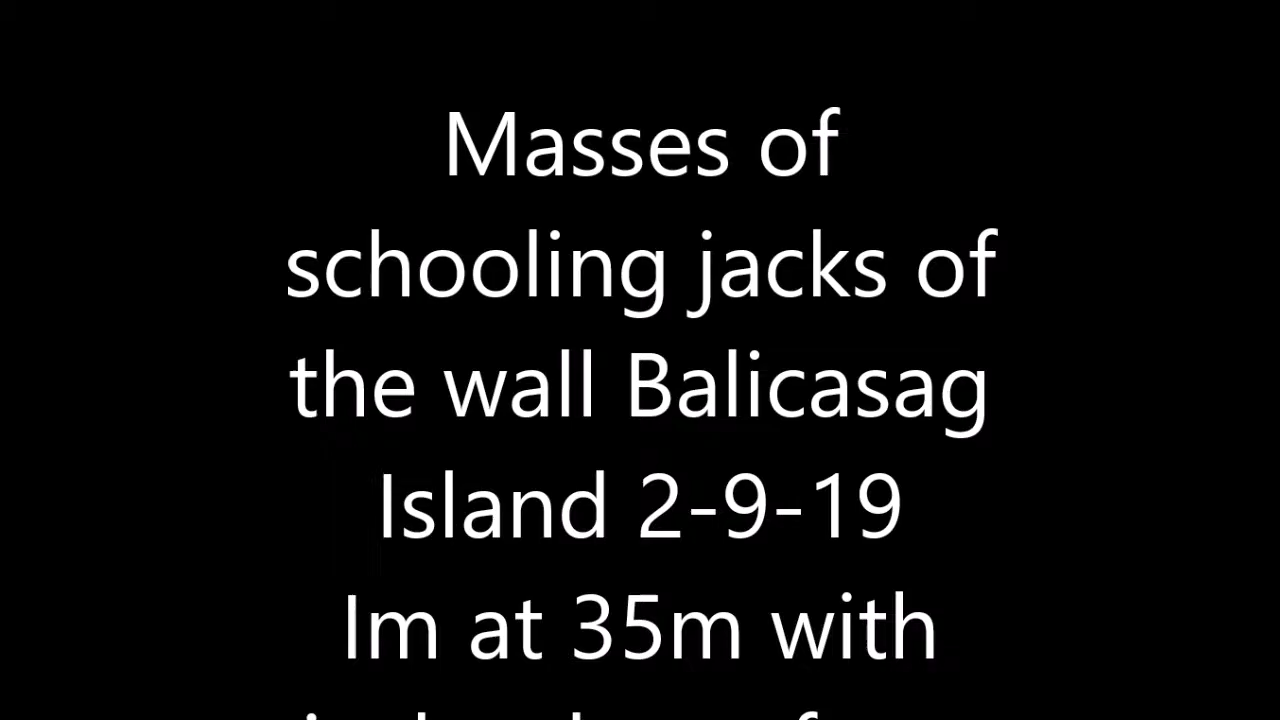 Masses of
schooling jacks of
the wall Balicasag
Island 2-9-19
Im at 35m with